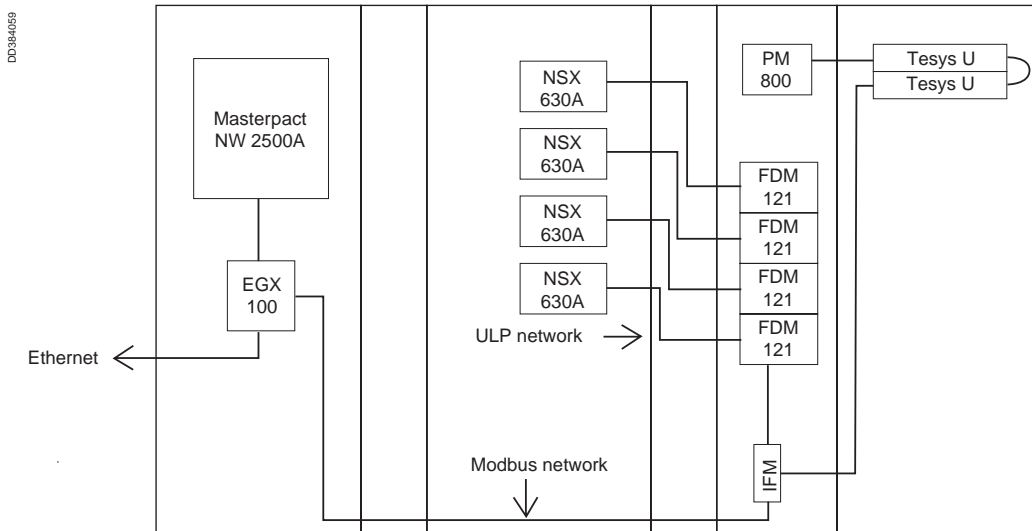 DD384059
Masterpact
NW 2500A
EGX
100
Ethernet
NSX
630A
NSX
630A
NSX
630A
NSX
630A
ULP network
Modbus network
PM
800
Tesys U
Tesys U
FDM
121
FDM
121
FDM
121
FDM
121
IFM